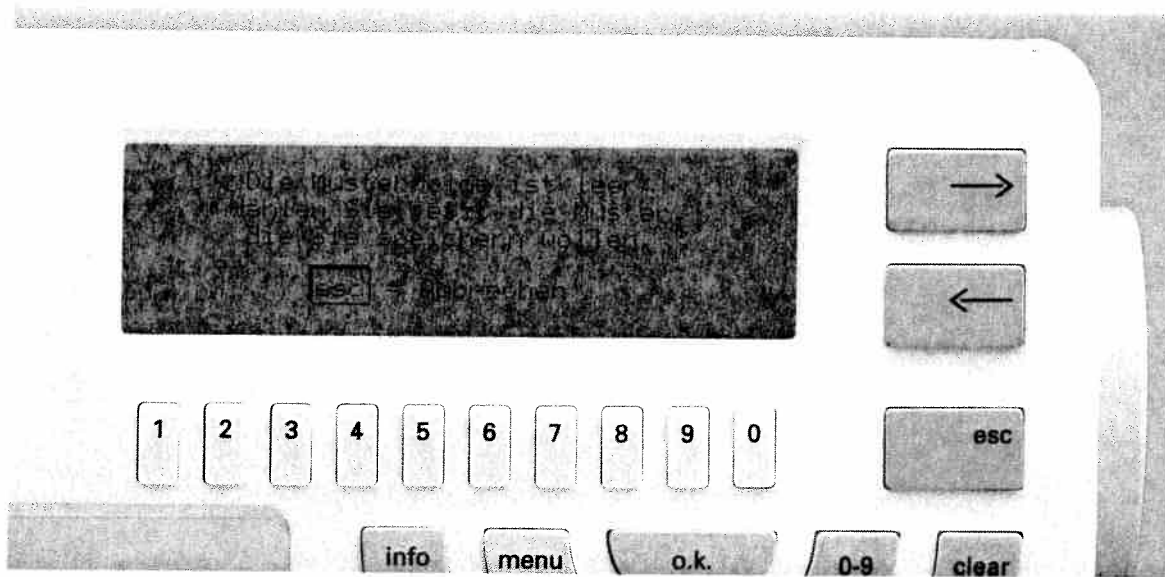 Die Musterfolge ist leer!
Wählen Sie erst die Muster,
die Sie speichern wollen.
esc = abbrechen
→
←
1 2 3 4 5 6 7 8 9 0
esc
info menu o.k. 0-9 clear